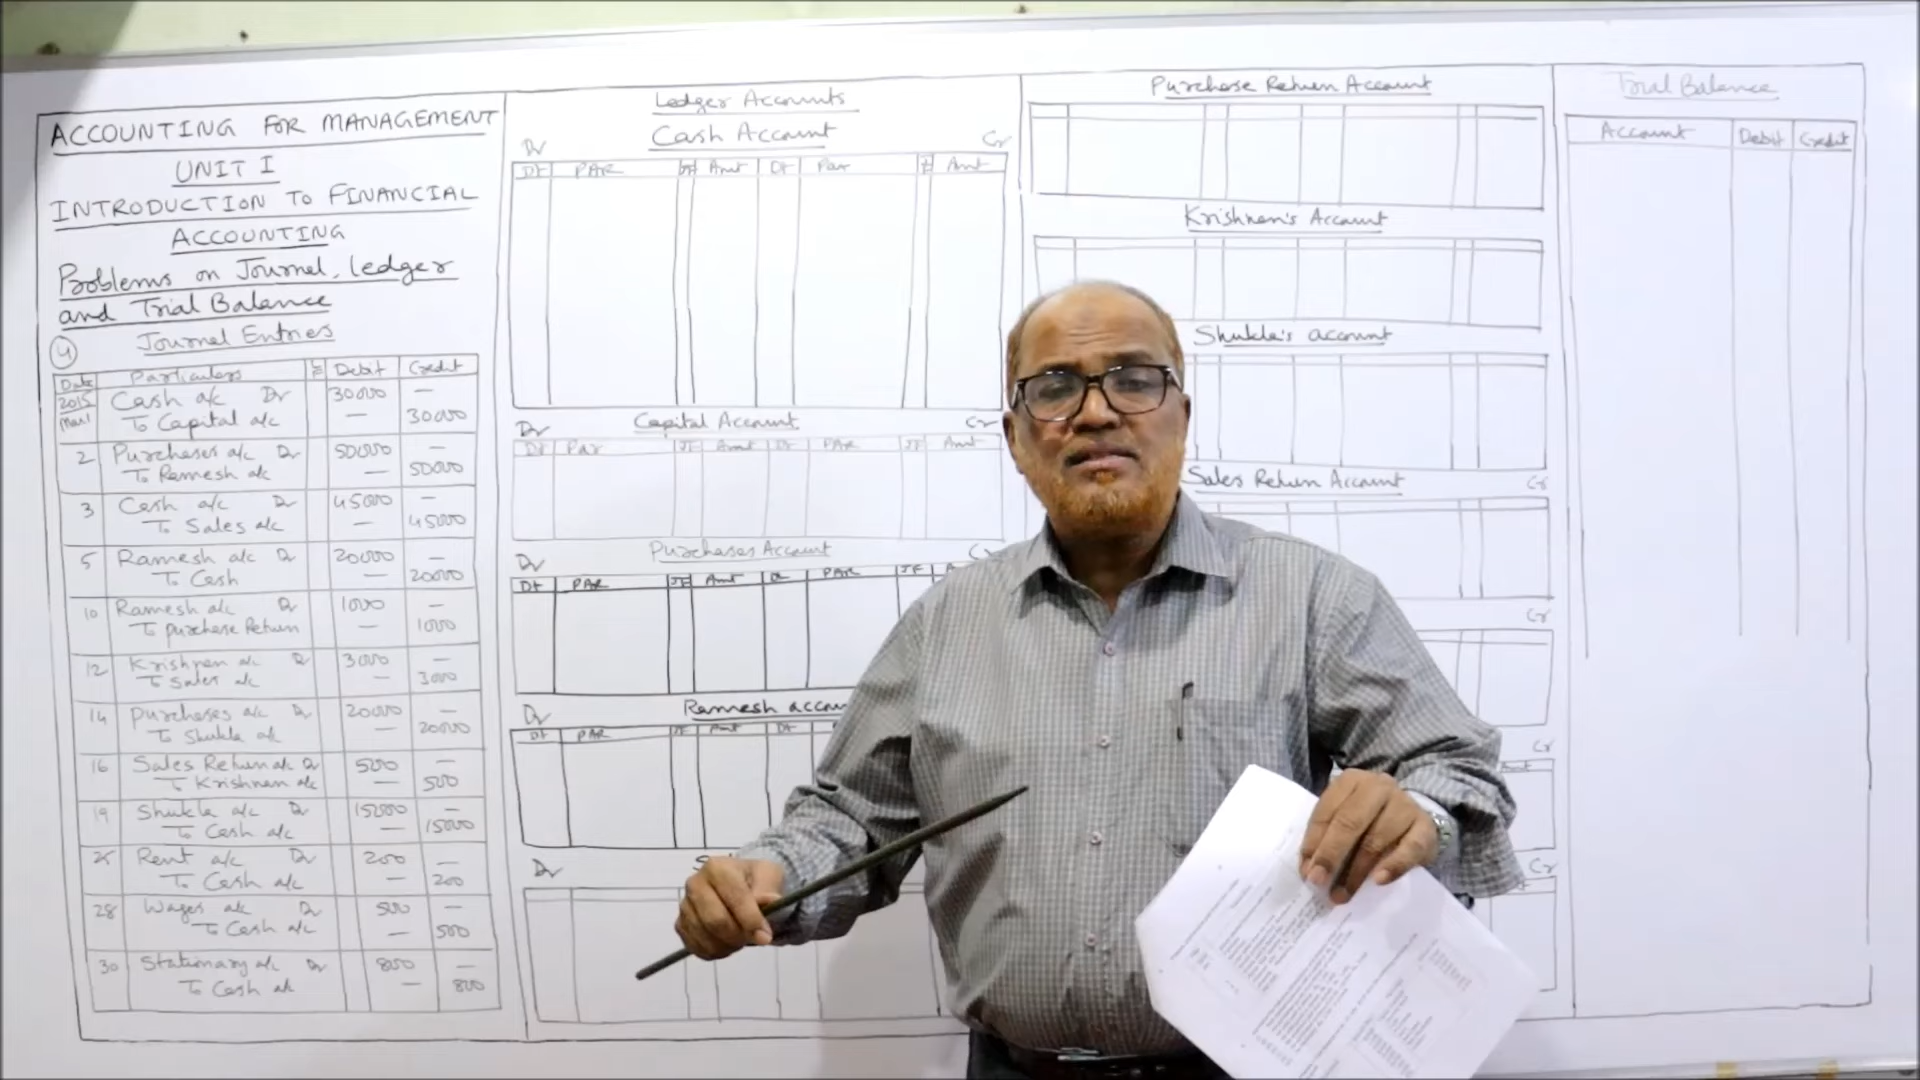 ACCOUNTING FOR MANAGEMENT
UNIT I
INTRODUCTION TO FINANCIAL
ACCOUNTING
Problems on Journal, ledger
and Trial Balance
4 Journal Entries
Date Particulars LF Debit Credit
2015 Cash a/c Dr 30000 —
Mar 1 To Capital a/c — 30000
2 Purchases a/c Dr 50000 —
To Ramesh a/c — 50000
3 Cash a/c Dr 45000 —
To Sales a/c — 45000
5 Ramesh a/c Dr 20000 —
To Cash — 20000
10 Ramesh a/c Dr 1000 —
To purchase Return — 1000
12 Krishnan a/c Dr 3000 —
To Sales a/c — 3000
14 purchases a/c Dr 20000 —
To Shukla a/c — 20000
16 Sales Return a/c Dr 500 —
To Krishnan a/c — 500
19 Shukla a/c Dr 15000 —
To Cash a/c — 15000
25 Rent a/c Dr 200 —
To Cash a/c — 200
28 Wages a/c Dr 500 —
To Cash a/c — 500
30 Stationary a/c Dr 800 —
To Cash a/c — 800
Ledger Accounts
Cash Account
Dr Cr
Dt PAR JF Amt Dt Par JF Amt
Capital Account
Dr Cr
Dt Par JF Amt Dt PAR JF Amt
Purchases Account
Dr Cr
Dt PAR JF Amt Dt PAR JF
Ramesh accou
Dr
Dt PAR JF Amt Dt
Dr
Purchase Return Account
Krishnan's Account
Shukla's account
Sales Return Account Cr
Cr
Cr
Amt
Cr
Trial Balance
Account Debit Credit